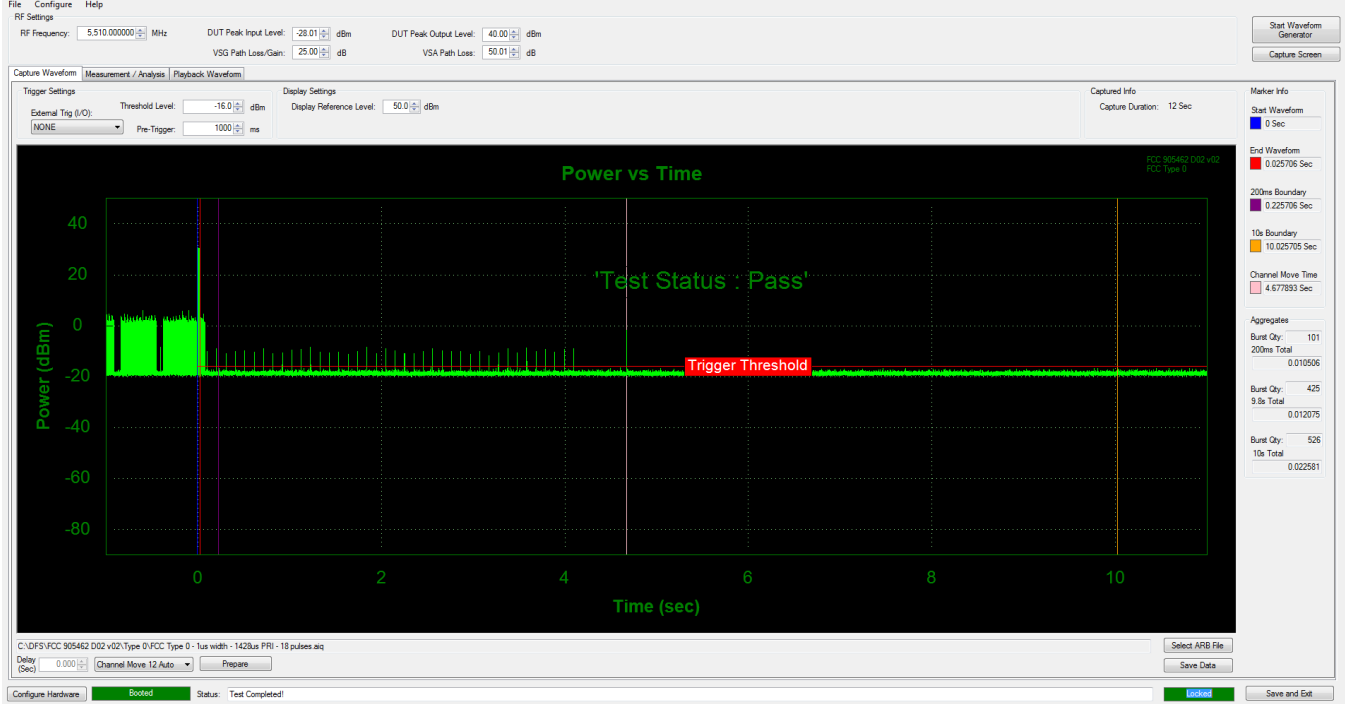 File Configure Help
RF Settings
RF Frequency: 5,510.000000 MHz DUT Peak Input Level: -28.01 dBm DUT Peak Output Level: 40.00 dBm
VSG Path Loss/Gain: 25.00 dB VSA Path Loss: 50.01 dB
Start Waveform
Generator
Capture Screen
Capture Waveform Measurement / Analysis Playback Waveform
Trigger Settings
External Trig (I/O):
NONE
Threshold Level: -16.0 dBm
Pre-Trigger: 1000 ms
Display Settings
Display Reference Level: 50.0 dBm
Captured Info
Capture Duration: 12 Sec
Marker Info
Start Waveform
0 Sec
End Waveform
0.025706 Sec
200ms Boundary
0.225706 Sec
10s Boundary
10.025705 Sec
Channel Move Time
4.677893 Sec
Aggregates
Burst Qty: 101
200ms Total
0.010506
Burst Qty: 425
9.8s Total
0.012075
Burst Qty: 526
10s Total
0.022581
Power vs Time
FCC 905462 D02 v02
FCC Type 0
'Test Status : Pass'
Trigger Threshold
Power (dBm)
40
20
0
-20
-40
-60
-80
0 2 4 6 8 10
Time (sec)
C:\DFS\FCC 905462 D02 v02\Type 0\FCC Type 0 - 1us width - 1428us PRI - 18 pulses.aiq
Select ARB File
Delay
(Sec) 0.000 Channel Move 12 Auto Prepare
Save Data
Configure Hardware Booted Status: Test Completed! Locked Save and Exit